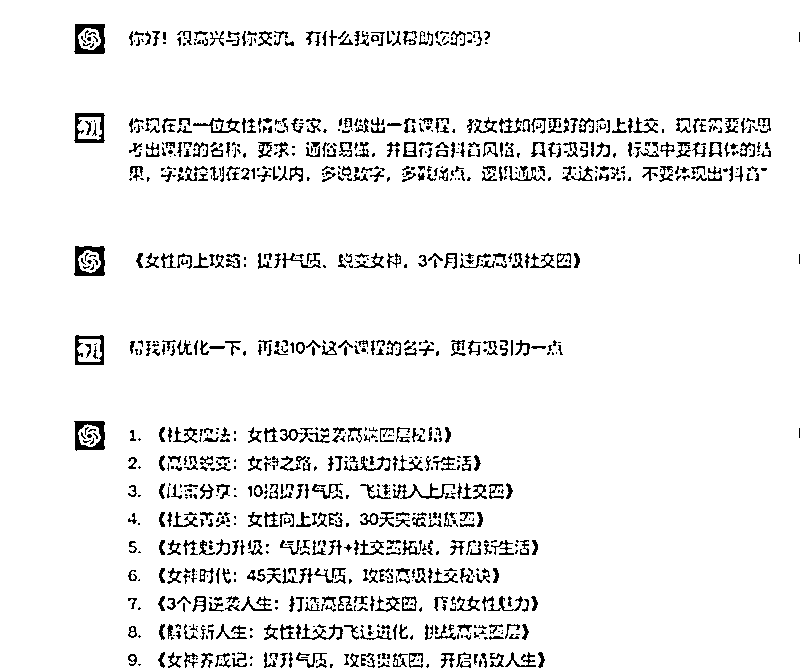 你好！很高兴与你交流。有什么我可以帮助您的吗？
你现在是一位女性情感专家，想做出一套课程，教女性如何更好的向上社交，现在需要你思
考出课程的名称，要求：通俗易懂，并且符合抖音风格，具有吸引力，标题中要有具体的结
果，字数控制在21字以内，多说数字，多戳痛点，逻辑通顺，表达清晰，不要体现出“抖音”
《女性向上攻略：提升气质、蜕变女神，3个月速成高级社交圈》
帮我再优化一下，再起10个这个课程的名字，更有吸引力一点
1. 《社交魔法：女性30天逆袭高端圈层秘籍》
2. 《高级蜕变：女神之路，打造魅力社交新生活》
3. 《秘密分享：10招提升气质，飞速进入上层社交圈》
4. 《社交菁英：女性向上攻略，30天突破贵族圈》
5. 《女性魅力升级：气质提升+社交圈拓展，开启新生活》
6. 《女神时代：45天提升气质，攻略高级社交秘诀》
7. 《3个月逆袭人生：打造高品质社交圈，释放女性魅力》
8. 《解锁新人生：女性社交力飞速进化，挑战高端圈层》
9. 《女神养成记：提升气质，攻略贵族圈，开启精致人生》